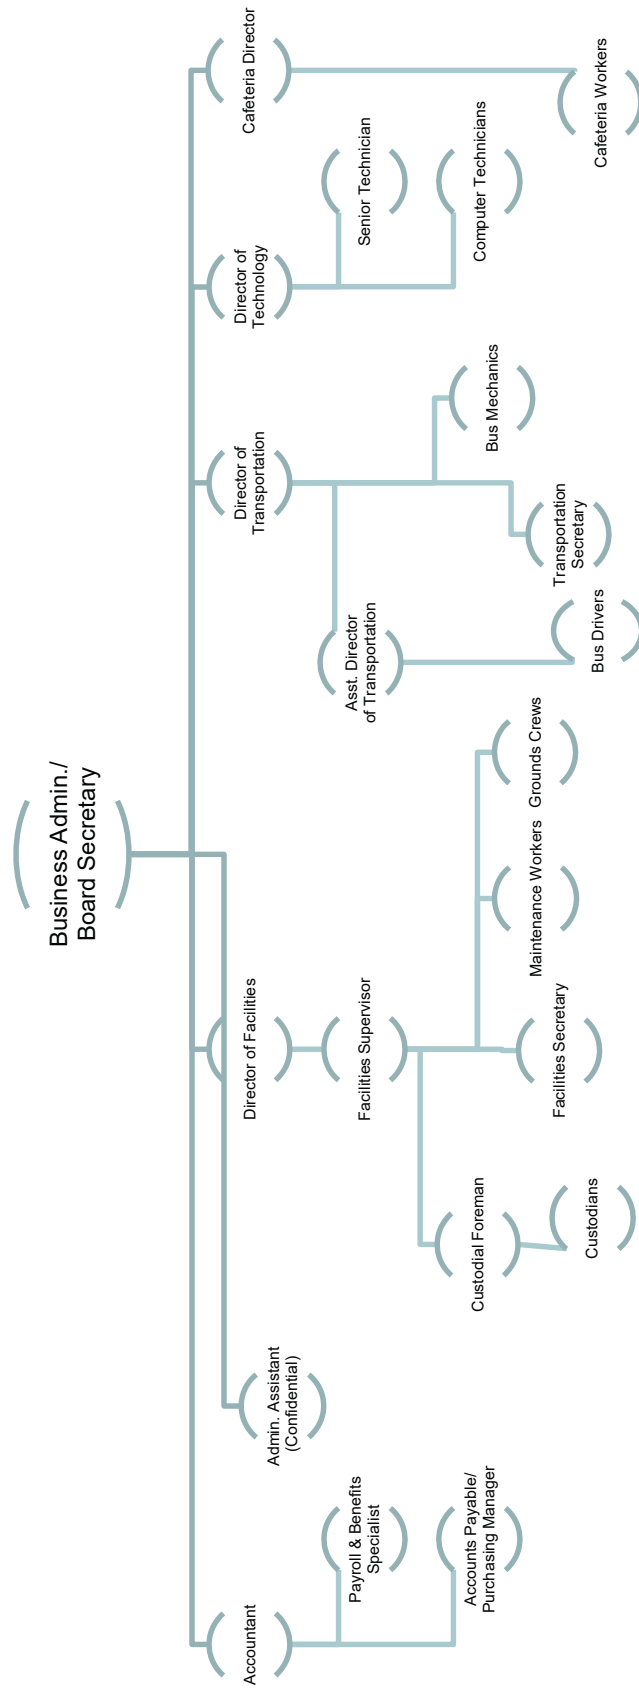 Business Admin./
Board Secretary
Accountant
Payroll & Benefits
Specialist
Accounts Payable/
Purchasing Manager
Admin. Assistant
(Confidential)
Director of Facilities
Facilities Supervisor
Custodial Foreman
Custodians
Facilities Secretary
Maintenance Workers
Grounds Crews
Director of
Transportation
Asst. Director
of Transportation
Bus Drivers
Transportation
Secretary
Bus Mechanics
Director of
Technology
Senior Technician
Computer Technicians
Cafeteria Director
Cafeteria Workers